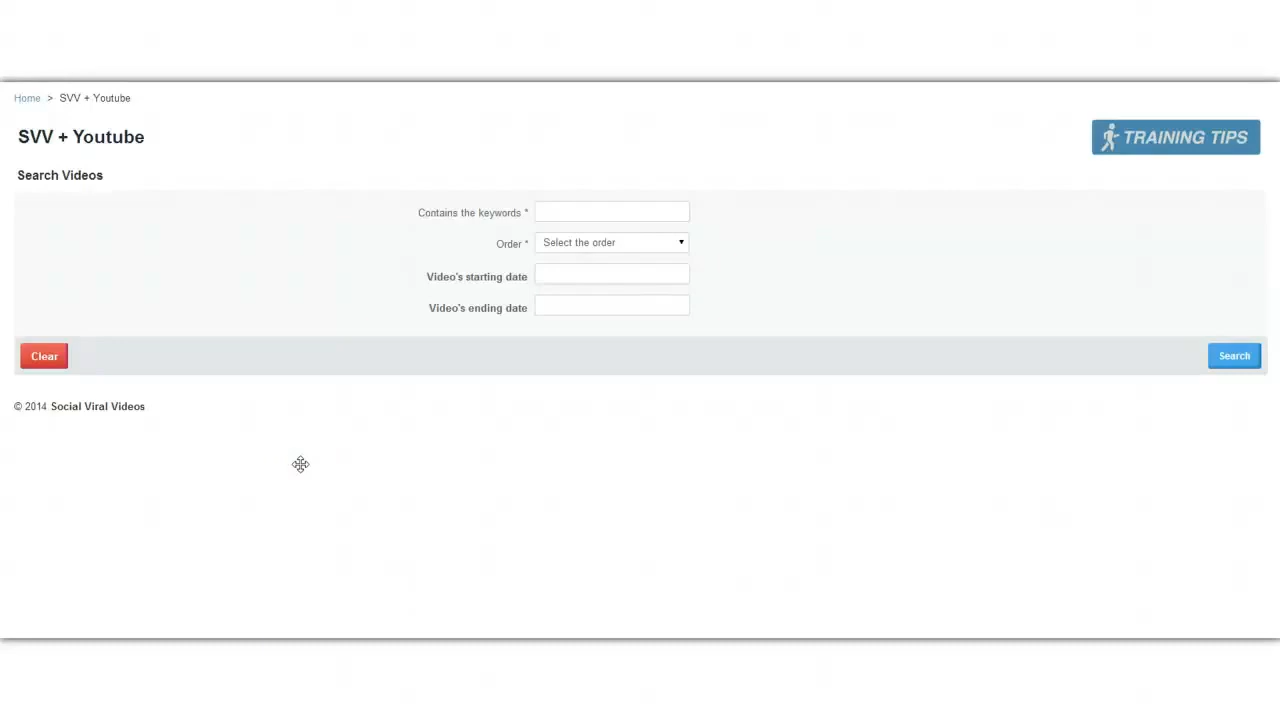 Home > SVV + Youtube
SVV + Youtube
TRAINING TIPS
Search Videos
Contains the keywords *
Order * Select the order
Video's starting date
Video's ending date
Clear Search
© 2014 Social Viral Videos